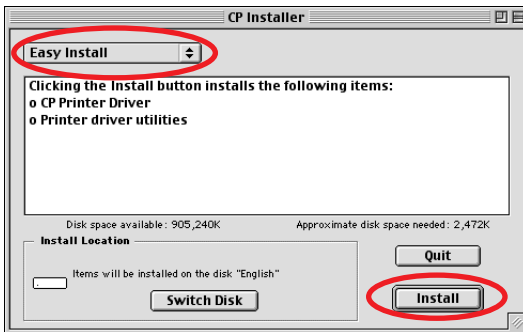 CP Installer
Easy Install
Clicking the Install button installs the following items:
o CP Printer Driver
o Printer driver utilities
Disk space available: 905,240K Approximate disk space needed: 2,472K
Install Location
Items will be installed on the disk "English"
Switch Disk
Quit
Install